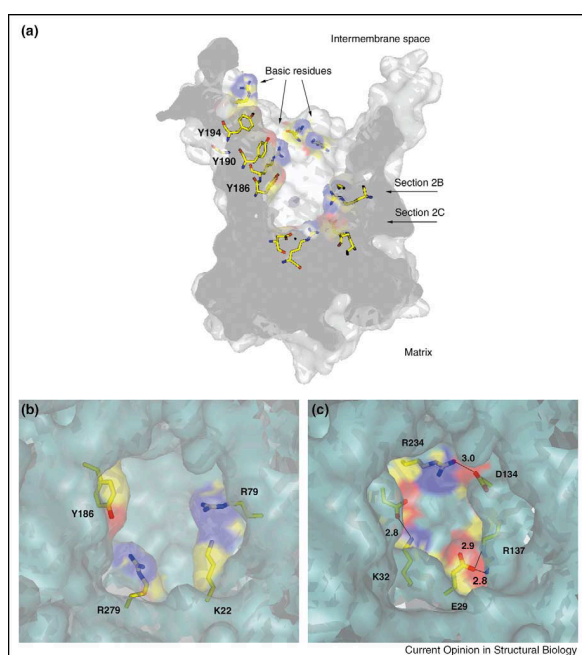 (a)
Intermembrane space
Basic residues
Y194
Y190
Y186
Section 2B
Section 2C
Matrix
(b)
R79
Y186
R279
K22
(c)
R234
3.0
D134
2.8
2.9
R137
K32
2.8
E29
Current Opinion in Structural Biology